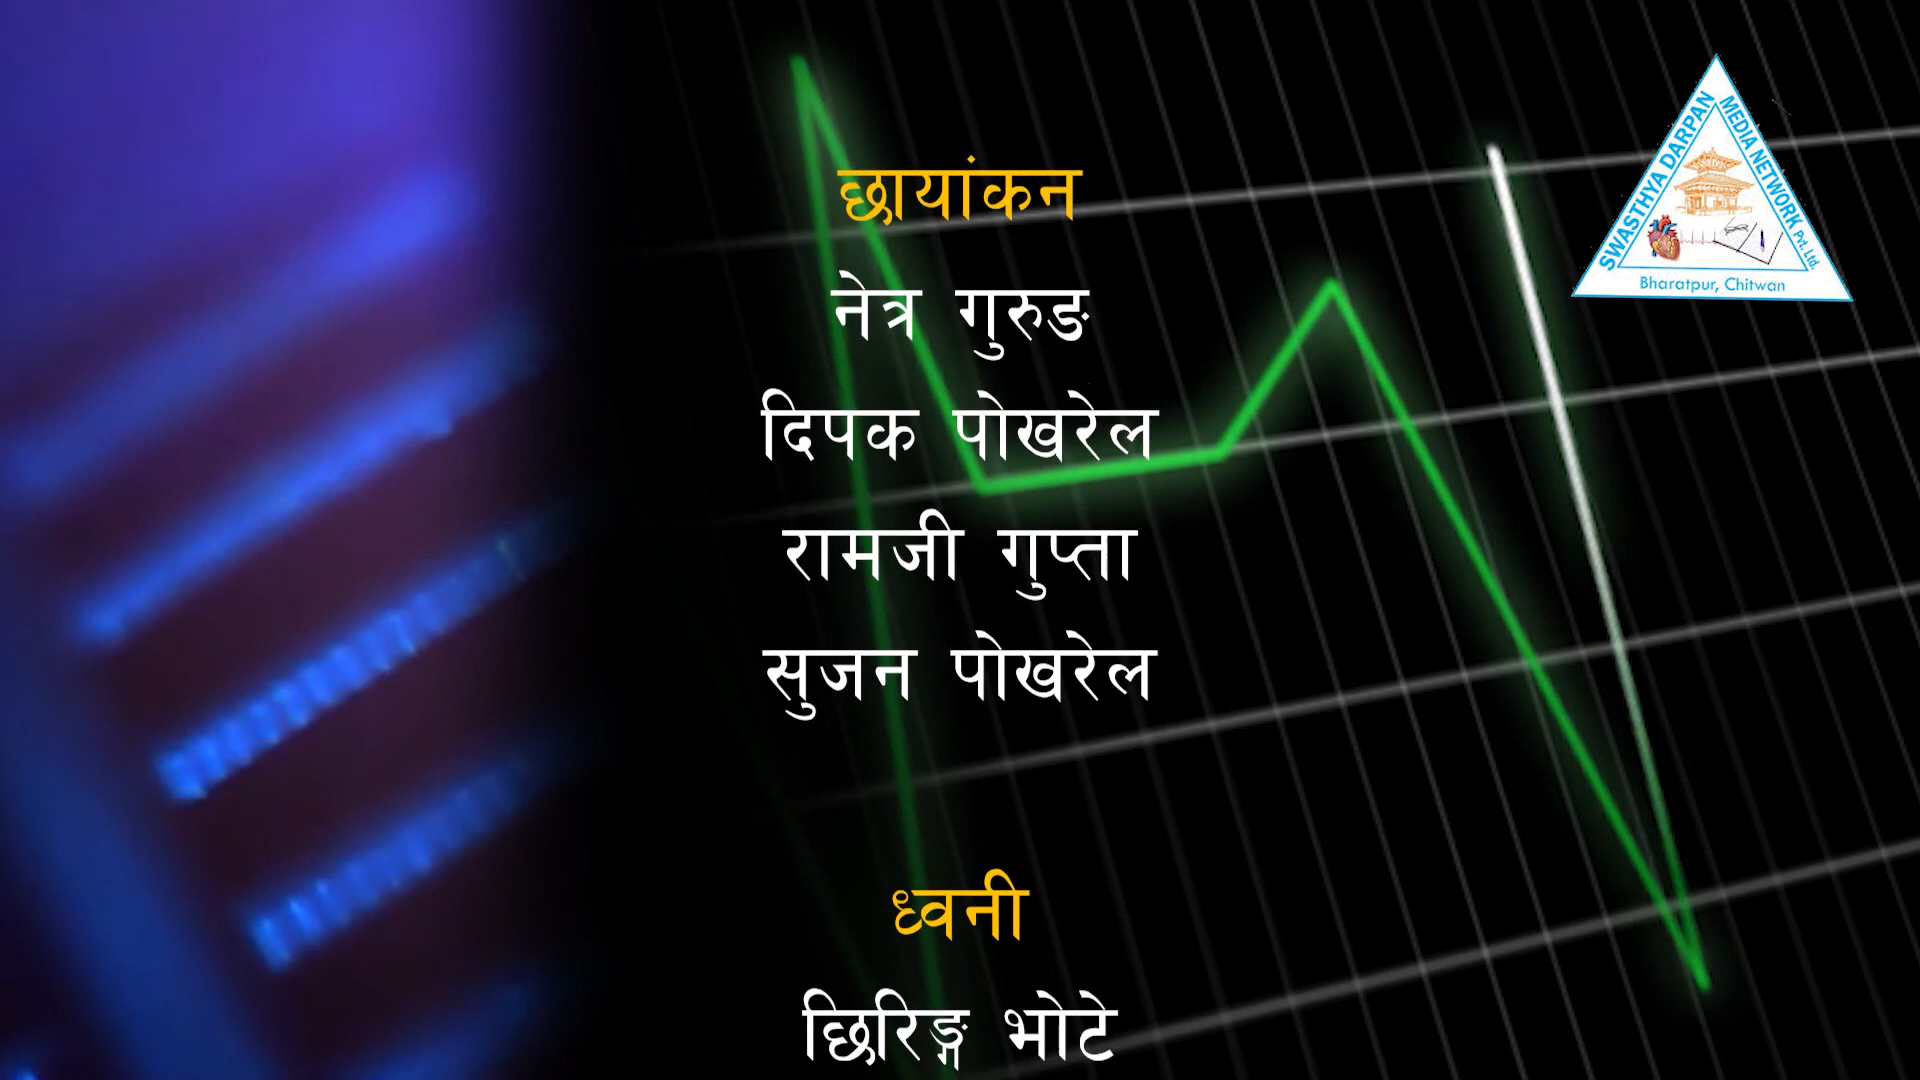 छायांकन
नेत्र गुरुङ
दिपक पोखरेल
रामजी गुप्ता
सुजन पोखरेल
ध्वनी
छिरिङ्ग भोटे
SWASTHYA DARPAN
MEDIA NETWORK Pvt. Ltd.
Bharatpur, Chitwan